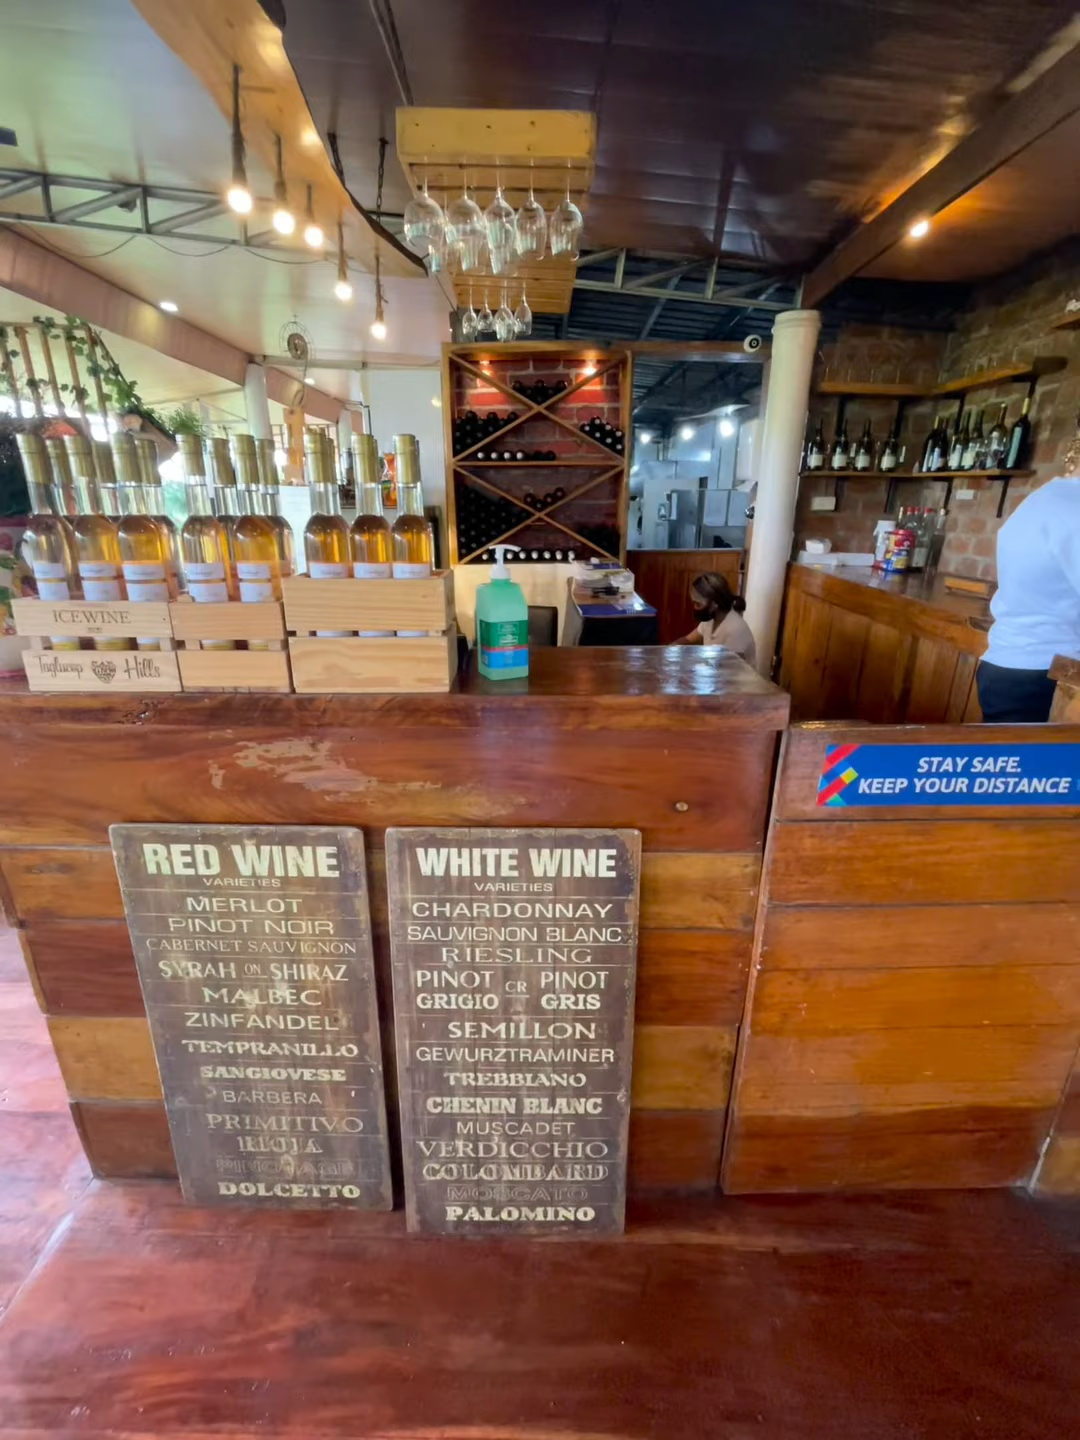 ICEWINE
Hills
STAY SAFE.
KEEP YOUR DISTANCE
RED WINE
VARIETIES
MERLOT
PINOT NOIR
CABERNET SAUVIGNON
SYRAH OR SHIRAZ
MALBEC
ZINFANDEL
TEMPRANILLO
SANGIOVESE
BARBERA
PRIMITIVO
RIOJA
PINOTAGE
DOLCETTO
WHITE WINE
VARIETIES
CHARDONNAY
SAUVIGNON BLANC
RIESLING
PINOT OR PINOT
GRIGIO GRIS
SEMILLON
GEWURZTRAMINER
TREBBIANO
CHENIN BLANC
MUSCADET
VERDICCHIO
COLOMBARD
MOSCATO
PALOMINO